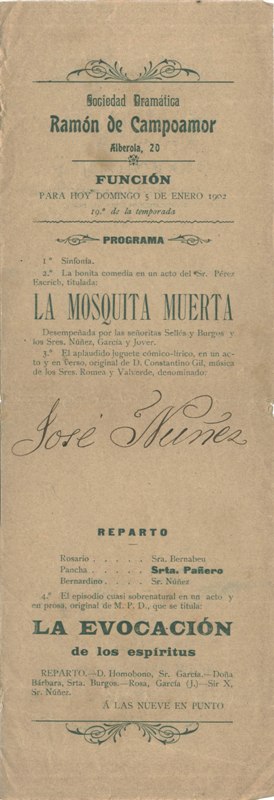 Sociedad Dramática
Ramón de Campoamor
Alberola, 20
FUNCIÓN
PARA HOY DOMINGO 5 DE ENERO 1902
19.ª de la temporada
PROGRAMA
1.º Sinfonía.
2.º La bonita comedia en un acto del Sr. Pérez
Escrich, titulada:
LA MOSQUITA MUERTA
Desempeñada por las señoritas Sellés y Burgos y
los Sres. Núñez, García y Jover.
3.º El aplaudido juguete cómico-lírico, en un ac-
to y en verso, original de D. Constantino Gil, música
de los Sres. Romea y Valverde, denominado:
José Núñez
REPARTO
Rosario . . . . . Sra. Bernabeu
Pancha . . . . . Srta. Pañero
Bernardino . . . . Sr. Núñez
4.º El episodio cuasi sobrenatural en un acto y
en prosa, original de M. P. D., que se titula:
LA EVOCACIÓN
de los espíritus
REPARTO.—D. Homobono, Sr. García.—Doña
Bárbara, Srta. Burgos.—Rosa, García (J.)—Sir X,
Sr. Núñez.
Á LAS NUEVE EN PUNTO